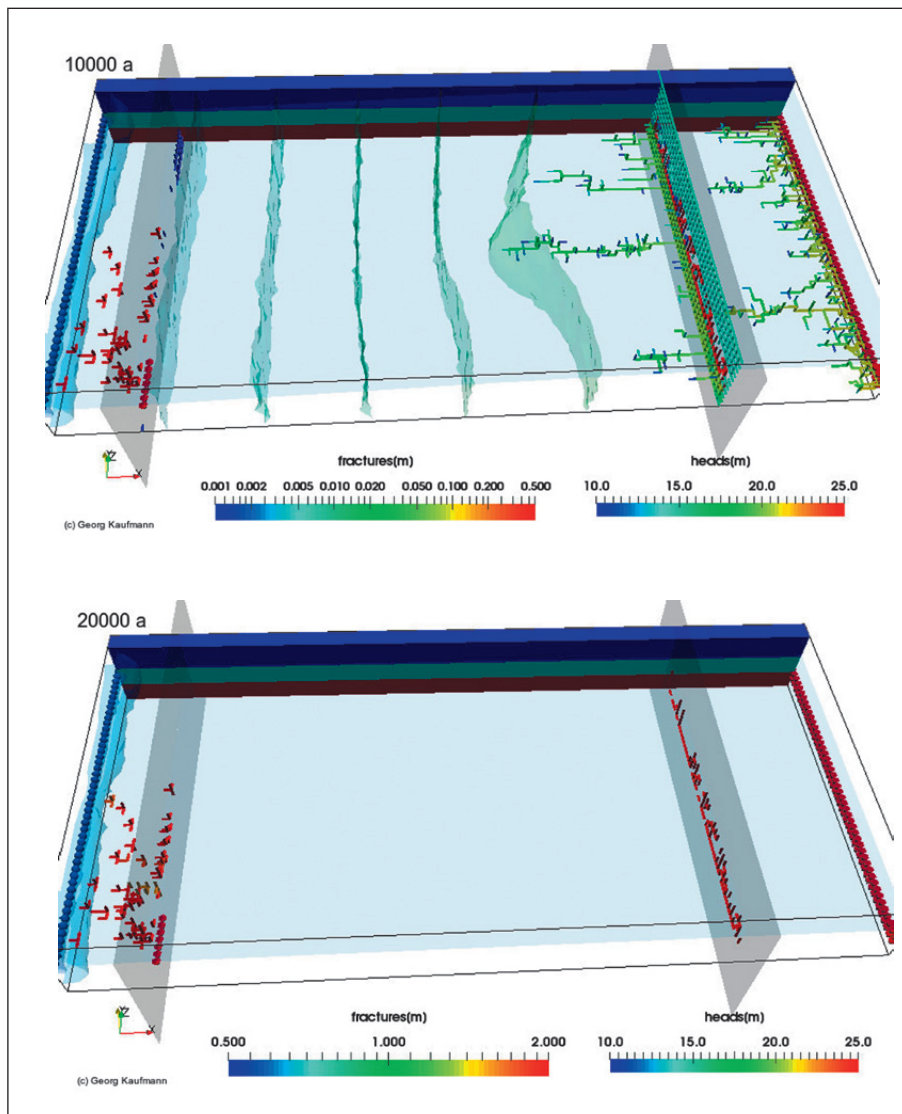 10000 a
YZ
X
fractures(m)
heads(m)
0.001 0.002 0.005 0.010 0.020 0.050 0.100 0.200 0.500
10.0 15.0 20.0 25.0
(c) Georg Kaufmann
20000 a
YZ
X
fractures(m)
heads(m)
0.500 1.000 2.000
10.0 15.0 20.0 25.0
(c) Georg Kaufmann